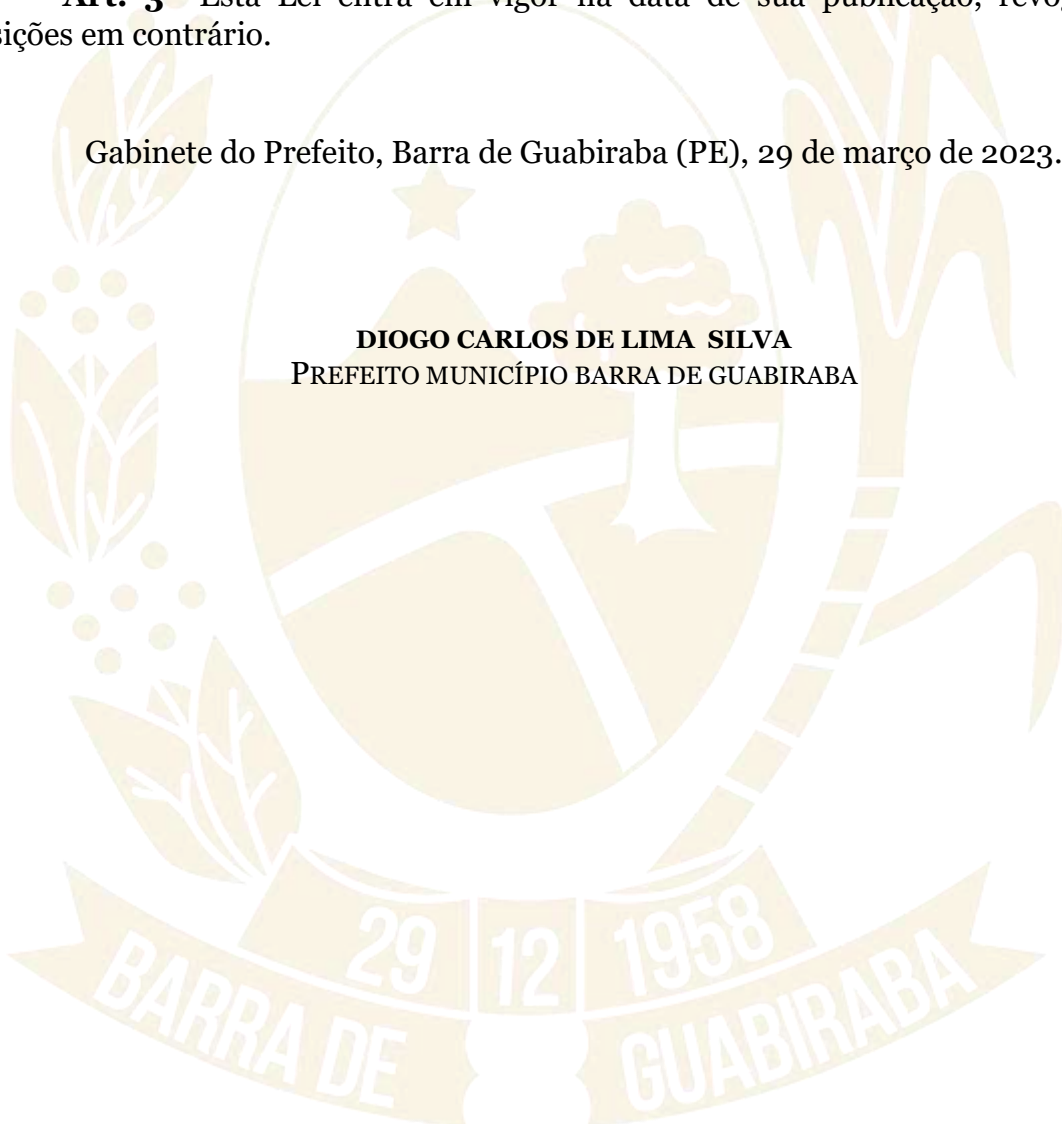 Art. 3º Esta Lei entra em vigor na data de sua publicação, revog
sições em contrário.
Gabinete do Prefeito, Barra de Guabiraba (PE), 29 de março de 2023.
DIOGO CARLOS DE LIMA SILVA
PREFEITO MUNICÍPIO BARRA DE GUABIRABA
29 12 1958
BARRA DE GUABIRABA